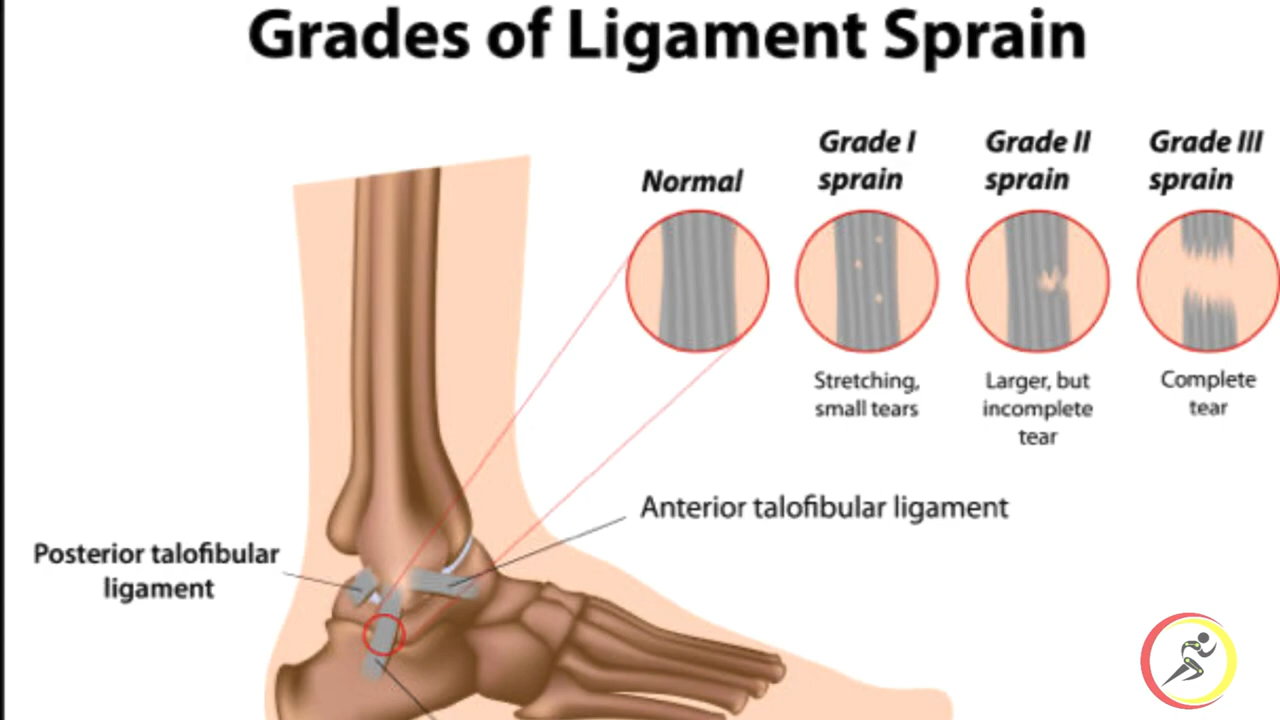 Grades of Ligament Sprain
Normal
Grade I
sprain
Grade II
sprain
Grade III
sprain
Stretching,
small tears
Larger, but
incomplete
tear
Complete
tear
Anterior talofibular ligament
Posterior talofibular
ligament